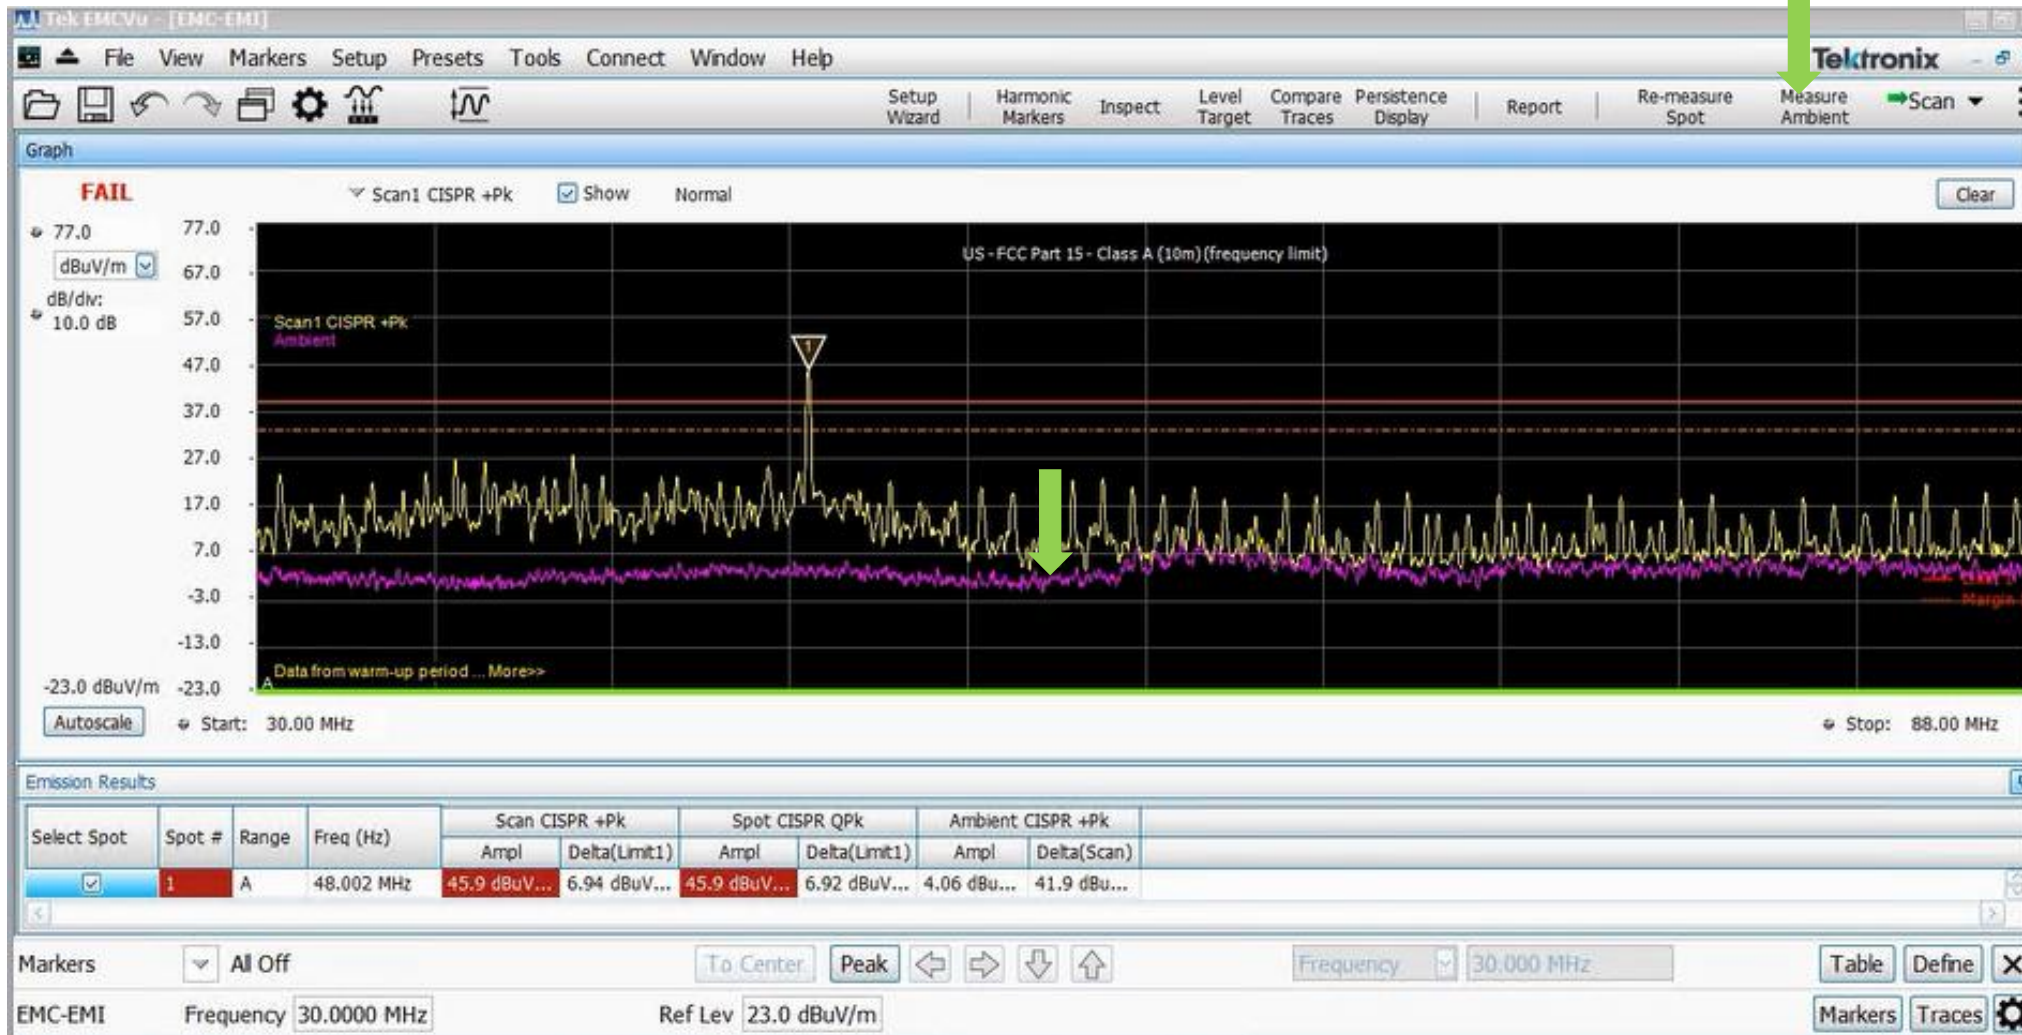 Tek EMCVu - [EMC-EMI]
File View Markers Setup Presets Tools Connect Window Help
Tektronix
Setup Wizard | Harmonic Markers Inspect Level Target Compare Traces Persistence Display | Report | Re-measure Spot Measure Ambient Scan
Graph
FAIL
Scan1 CISPR +Pk Show Normal
Clear
77.0
dBuV/m
dB/div:
10.0 dB
77.0
67.0
57.0
47.0
37.0
27.0
17.0
7.0
-3.0
-13.0
-23.0 dBuV/m -23.0
US - FCC Part 15 - Class A (10m) (frequency limit)
Scan1 CISPR +Pk
Ambient
1
Margin
Data from warm-up period ... More>>
A
Autoscale Start: 30.00 MHz Stop: 88.00 MHz
Emission Results
Scan CISPR +Pk Spot CISPR QPk Ambient CISPR +Pk
Select Spot Spot # Range Freq (Hz) Ampl Delta(Limit1) Ampl Delta(Limit1) Ampl Delta(Scan)
1 A 48.002 MHz 45.9 dBuV... 6.94 dBuV... 45.9 dBuV... 6.92 dBuV... 4.06 dBu... 41.9 dBu...
Markers All Off To Center Peak Frequency 30.000 MHz Table Define
EMC-EMI Frequency 30.0000 MHz Ref Lev 23.0 dBuV/m Markers Traces